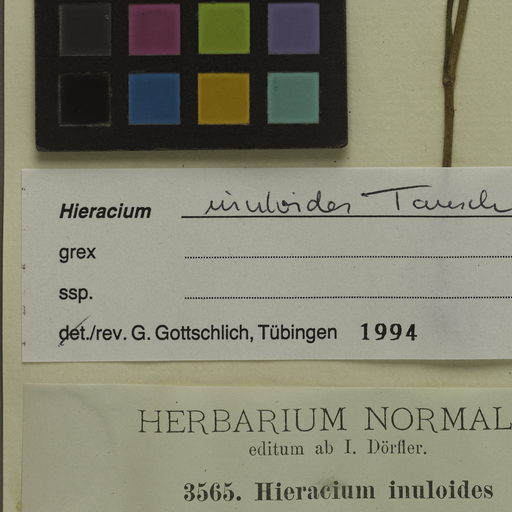 Hieracium inuloides Tausch
grex
ssp.
det./rev. G. Gottschlich, Tübingen 1994
HERBARIUM NORMAL
editum ab I. Dörfler.
3565. Hieracium inuloides